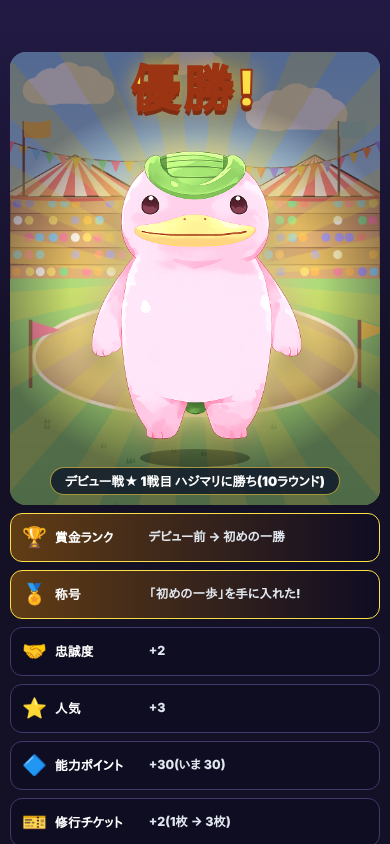 優勝!
デビュー戦★ 1戦目 ハジマリに勝ち(10ラウンド)
賞金ランク デビュー前 → 初めの一勝
称号 「初めの一歩」を手に入れた!
忠誠度 +2
人気 +3
能力ポイント +30(いま 30)
修行チケット +2(1枚 → 3枚)